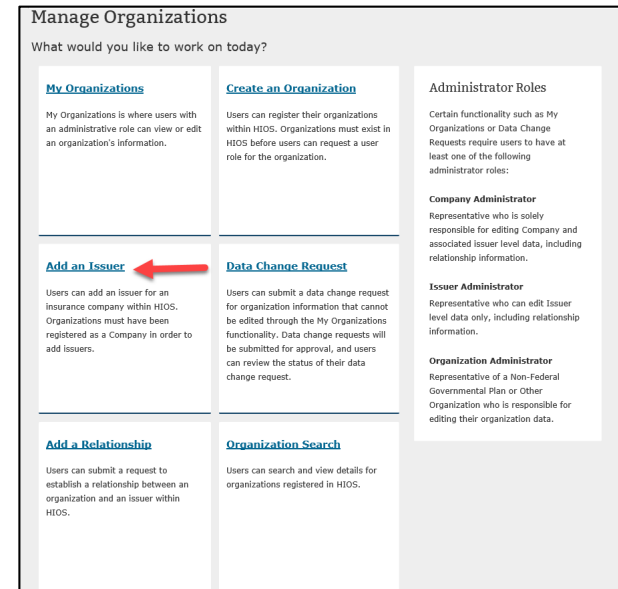 Manage Organizations
What would you like to work on today?
My Organizations
My Organizations is where users with
an administrative role can view or edit
an organization's information.
Create an Organization
Users can register their organizations
within HIOS. Organizations must exist in
HIOS before users can request a user
role for the organization.
Add an Issuer
Users can add an issuer for an
insurance company within HIOS.
Organizations must have been
registered as a Company in order to
add issuers.
Data Change Request
Users can submit a data change request
for organization information that cannot
be edited through the My Organizations
functionality. Data change requests will
be submitted for approval, and users
can review the status of their data
change request.
Add a Relationship
Users can submit a request to
establish a relationship between an
organization and an issuer within
HIOS.
Organization Search
Users can search and view details for
organizations registered in HIOS.
Administrator Roles
Certain functionality such as My
Organizations or Data Change
Requests require users to have at
least one of the following
administrator roles:
Company Administrator
Representative who is solely
responsible for editing Company and
associated issuer level data, including
relationship information.
Issuer Administrator
Representative who can edit Issuer
level data only, including relationship
information.
Organization Administrator
Representative of a Non-Federal
Governmental Plan or Other
Organization who is responsible for
editing their organization data.